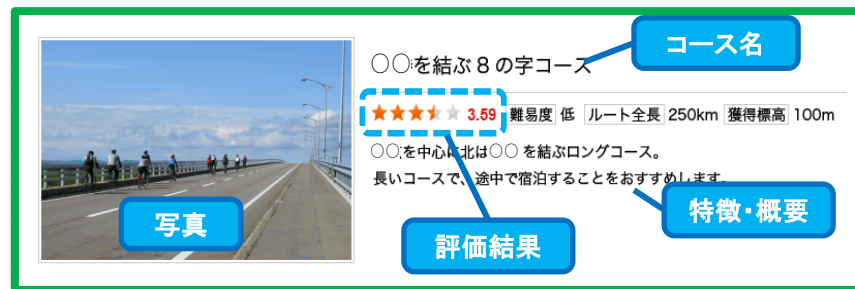 コース名
○○を結ぶ8の字コース
3.59 難易度 低 ルート全長 250km 獲得標高 100m
○○を中心に北は○○ を結ぶロングコース。
長いコースで、途中で宿泊することをおすすめします。
写真
評価結果
特徴・概要